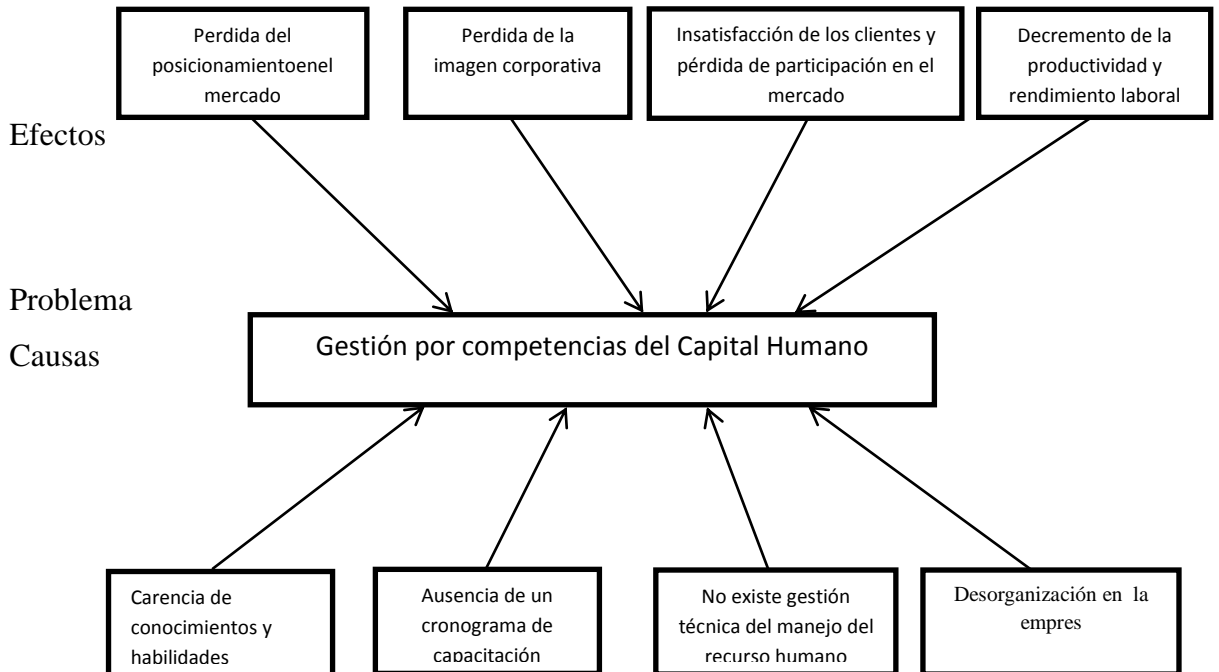 Perdida del
posicionamientoenel
mercado
Perdida de la
imagen corporativa
Insatisfacción de los clientes y
pérdida de participación en el
mercado
Decremento de la
productividad y
rendimiento laboral
Efectos
Problema
Causas
Gestión por competencias del Capital Humano
Carencia de
conocimientos y
habilidades
Ausencia de un
cronograma de
capacitación
No existe gestión
técnica del manejo del
recurso humano
Desorganización en la
empres